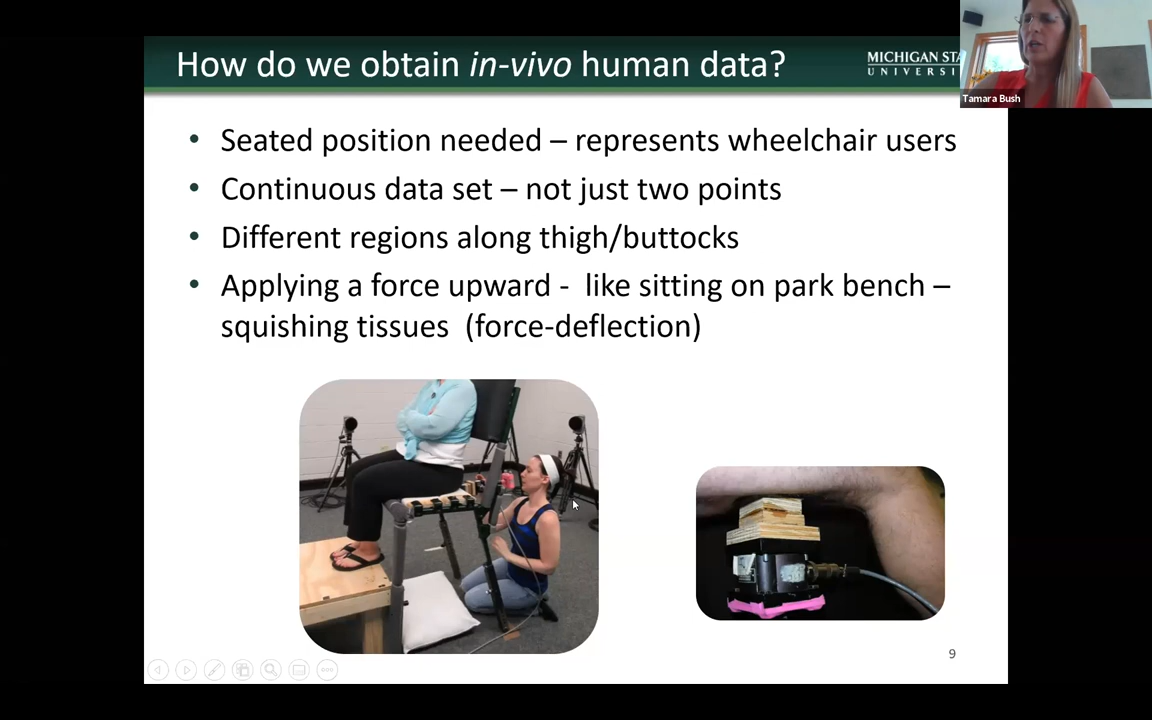 How do we obtain in-vivo human data?
MICHIGAN STA
UNIVERSI
Tamara Bush
• Seated position needed – represents wheelchair users
• Continuous data set – not just two points
• Different regions along thigh/buttocks
• Applying a force upward - like sitting on park bench –
squishing tissues (force-deflection)
9